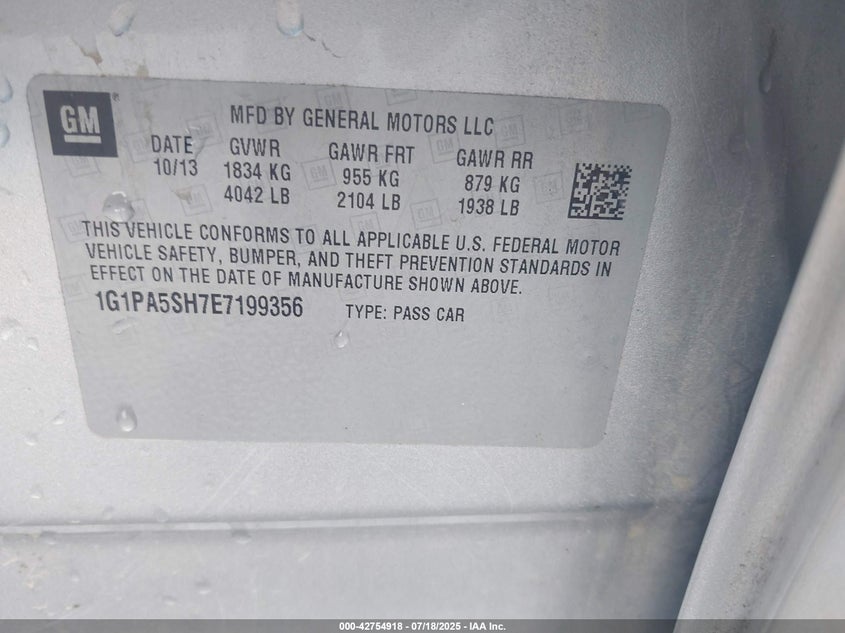 GM
MFD BY GENERAL MOTORS LLC
DATE GVWR GAWR FRT GAWR RR
10/13 1834 KG 955 KG 879 KG
4042 LB 2104 LB 1938 LB
THIS VEHICLE CONFORMS TO ALL APPLICABLE U.S. FEDERAL MOTOR
VEHICLE SAFETY, BUMPER, AND THEFT PREVENTION STANDARDS IN
EFFECT ON THE DATE OF MANUFACTURE SHOWN ABOVE.
1G1PA5SH7E7199356 TYPE: PASS CAR
000-42754918 - 07/18/2025 - IAA Inc.